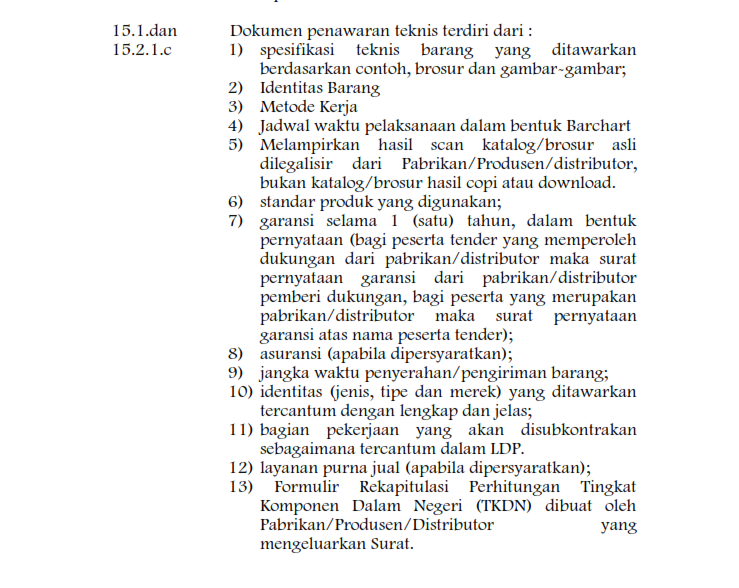 15.1.dan Dokumen penawaran teknis terdiri dari :
15.2.1.c 1) spesifikasi teknis barang yang ditawarkan
berdasarkan contoh, brosur dan gambar-gambar;
2) Identitas Barang
3) Metode Kerja
4) Jadwal waktu pelaksanaan dalam bentuk Barchart
5) Melampirkan hasil scan katalog/brosur asli
dilegalisir dari Pabrikan/Produsen/distributor,
bukan katalog/brosur hasil copi atau download.
6) standar produk yang digunakan;
7) garansi selama 1 (satu) tahun, dalam bentuk
pernyataan (bagi peserta tender yang memperoleh
dukungan dari pabrikan/distributor maka surat
pernyataan garansi dari pabrikan/distributor
pemberi dukungan, bagi peserta yang merupakan
pabrikan/distributor maka surat pernyataan
garansi atas nama peserta tender);
8) asuransi (apabila dipersyaratkan);
9) jangka waktu penyerahan/pengiriman barang;
10) identitas (jenis, tipe dan merek) yang ditawarkan
tercantum dengan lengkap dan jelas;
11) bagian pekerjaan yang akan disubkontrakan
sebagaimana tercantum dalam LDP.
12) layanan purna jual (apabila dipersyaratkan);
13) Formulir Rekapitulasi Perhitungan Tingkat
Komponen Dalam Negeri (TKDN) dibuat oleh
Pabrikan/Produsen/Distributor yang
mengeluarkan Surat.